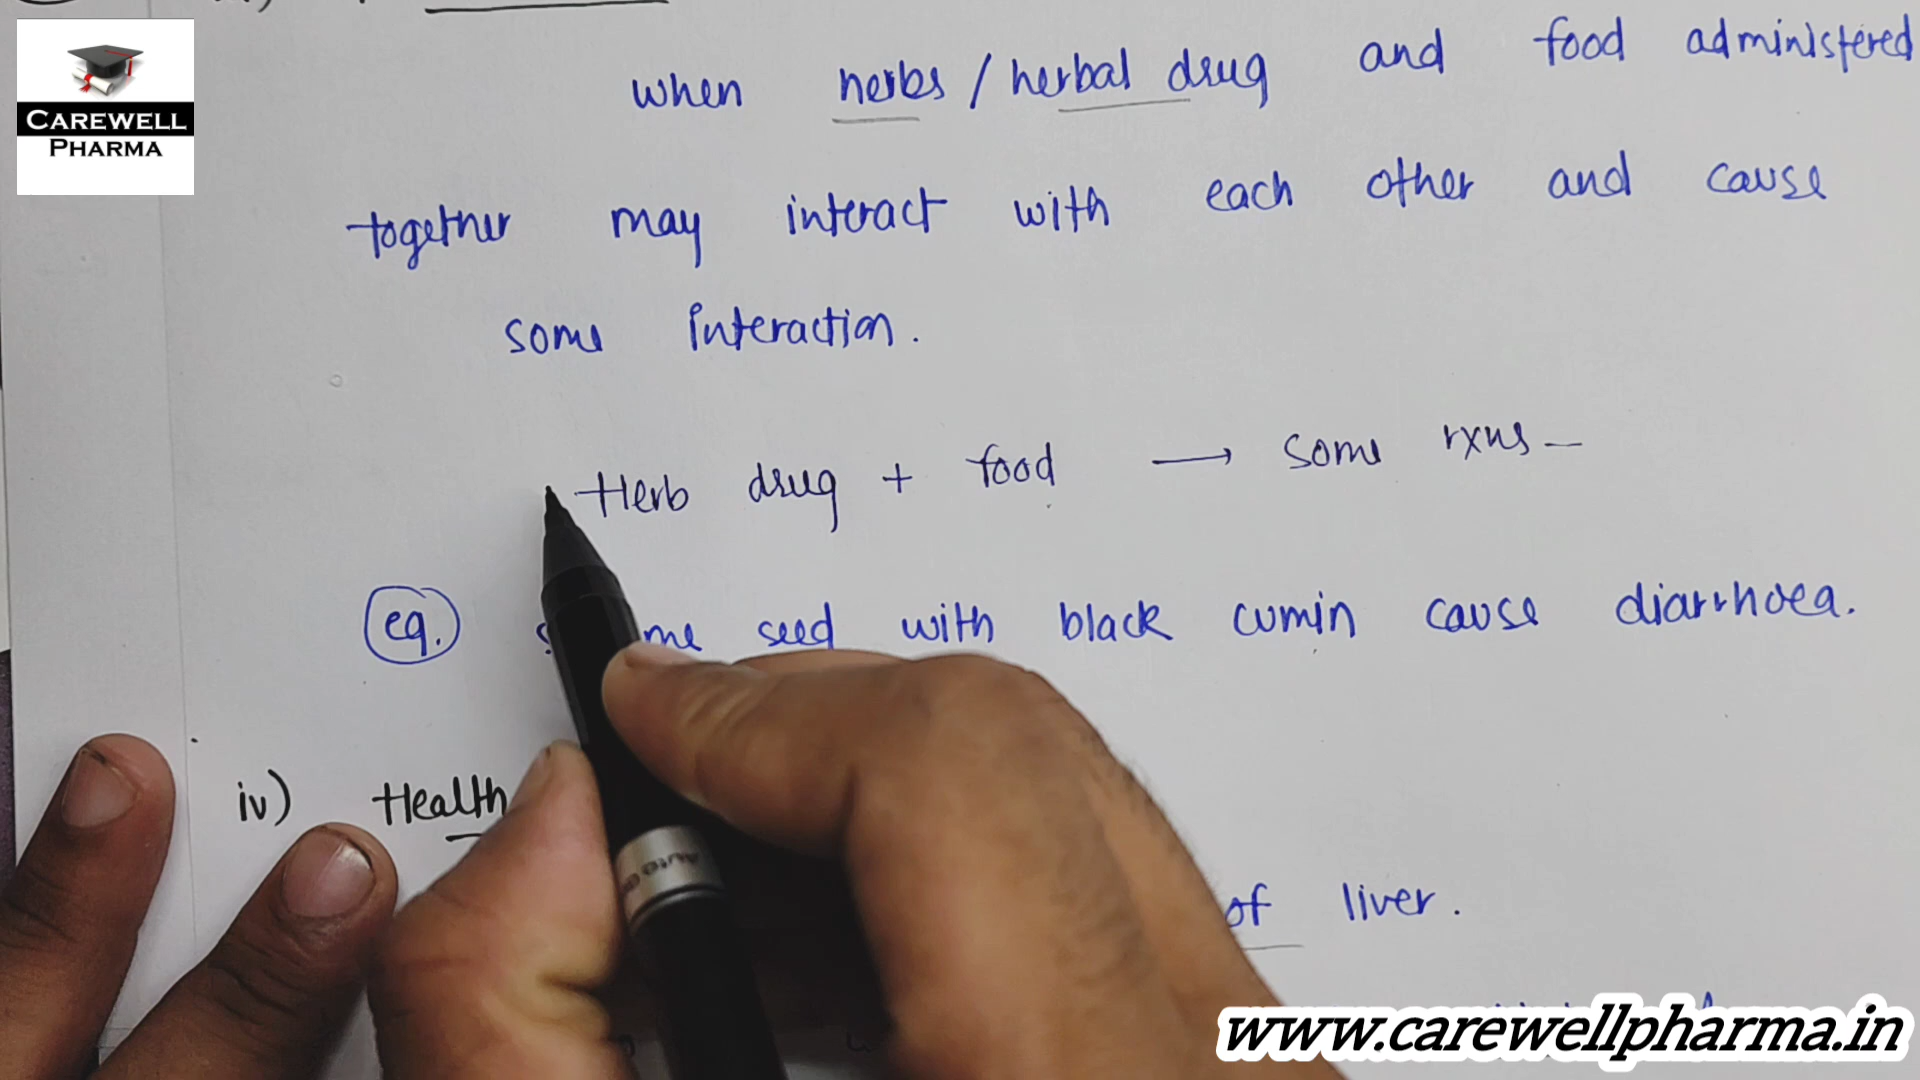 CAREWELL
PHARMA
when herbs / herbal drug and food administered
together may interact with each other and cause
some interaction.
Herb drug + food → some rxns –
eg. seed with black cumin cause diarrhoea.
iv) Health
of liver.
www.carewellpharma.in